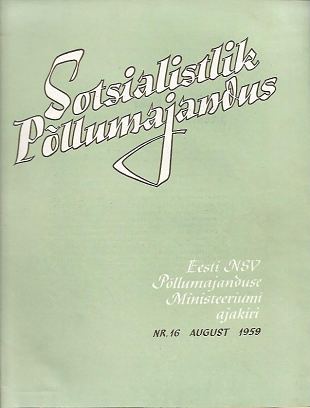 Sotsialistlik
Põllumajandus
Eesti NSV
Põllumajanduse
Ministeeriumi
ajakiri
NR. 16 AUGUST 1959